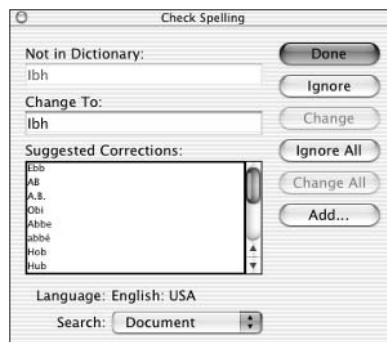 Check Spelling
Not in Dictionary:
Ibh
Change To:
Ibh
Suggested Corrections:
Ebb
AB
A.B.
Obi
Abbe
abbé
Hob
Hub
Done
Ignore
Change
Ignore All
Change All
Add...
Language: English: USA
Search: Document